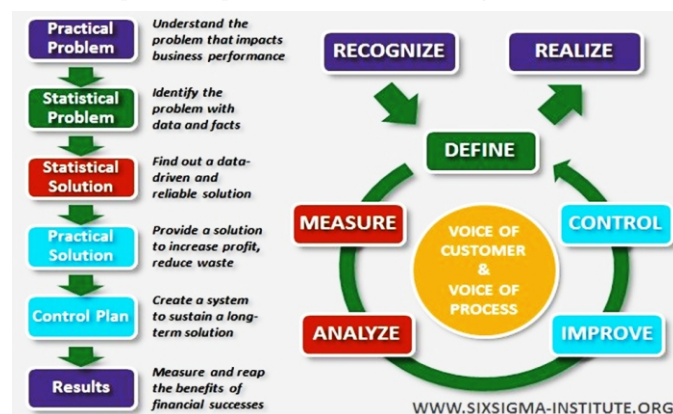 Practical
Problem
Understand the
problem that impacts
business performance
Statistical
Problem
Identify the
problem with
data and facts
Statistical
Solution
Find out a data-
driven and
reliable solution
Practical
Solution
Provide a solution
to increase profit,
reduce waste
Control Plan
Create a system
to sustain a long-
term solution
Results
Measure and reap
the benefits of
financial successes
RECOGNIZE
REALIZE
DEFINE
MEASURE
CONTROL
VOICE OF
CUSTOMER
&
VOICE OF
PROCESS
ANALYZE
IMPROVE
WWW.SIXSIGMA-INSTITUTE.ORG